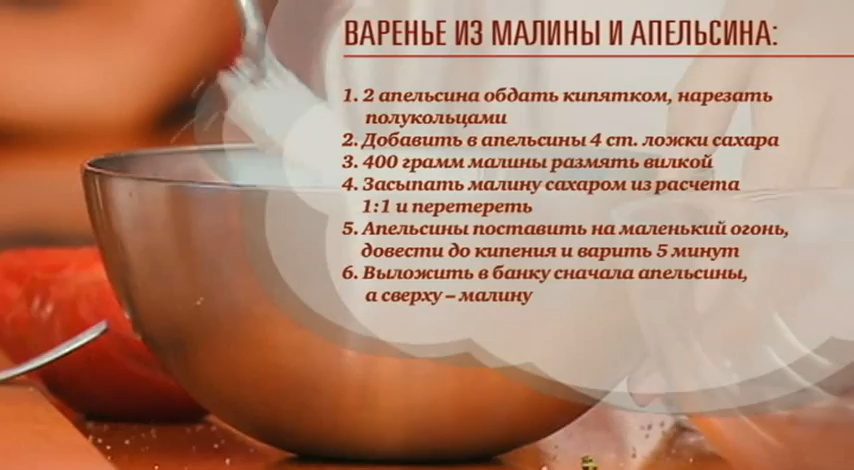 ВАРЕНЬЕ ИЗ МАЛИНЫ И АПЕЛЬСИНА:
1. 2 апельсина обдать кипятком, нарезать
полукольцами
2. Добавить в апельсины 4 ст. ложки сахара
3. 400 грамм малины размять вилкой
4. Засыпать малину сахаром из расчета
1:1 и перетереть
5. Апельсины поставить на маленький огонь,
довести до кипения и варить 5 минут
6. Выложить в банку сначала апельсины,
а сверху – малину